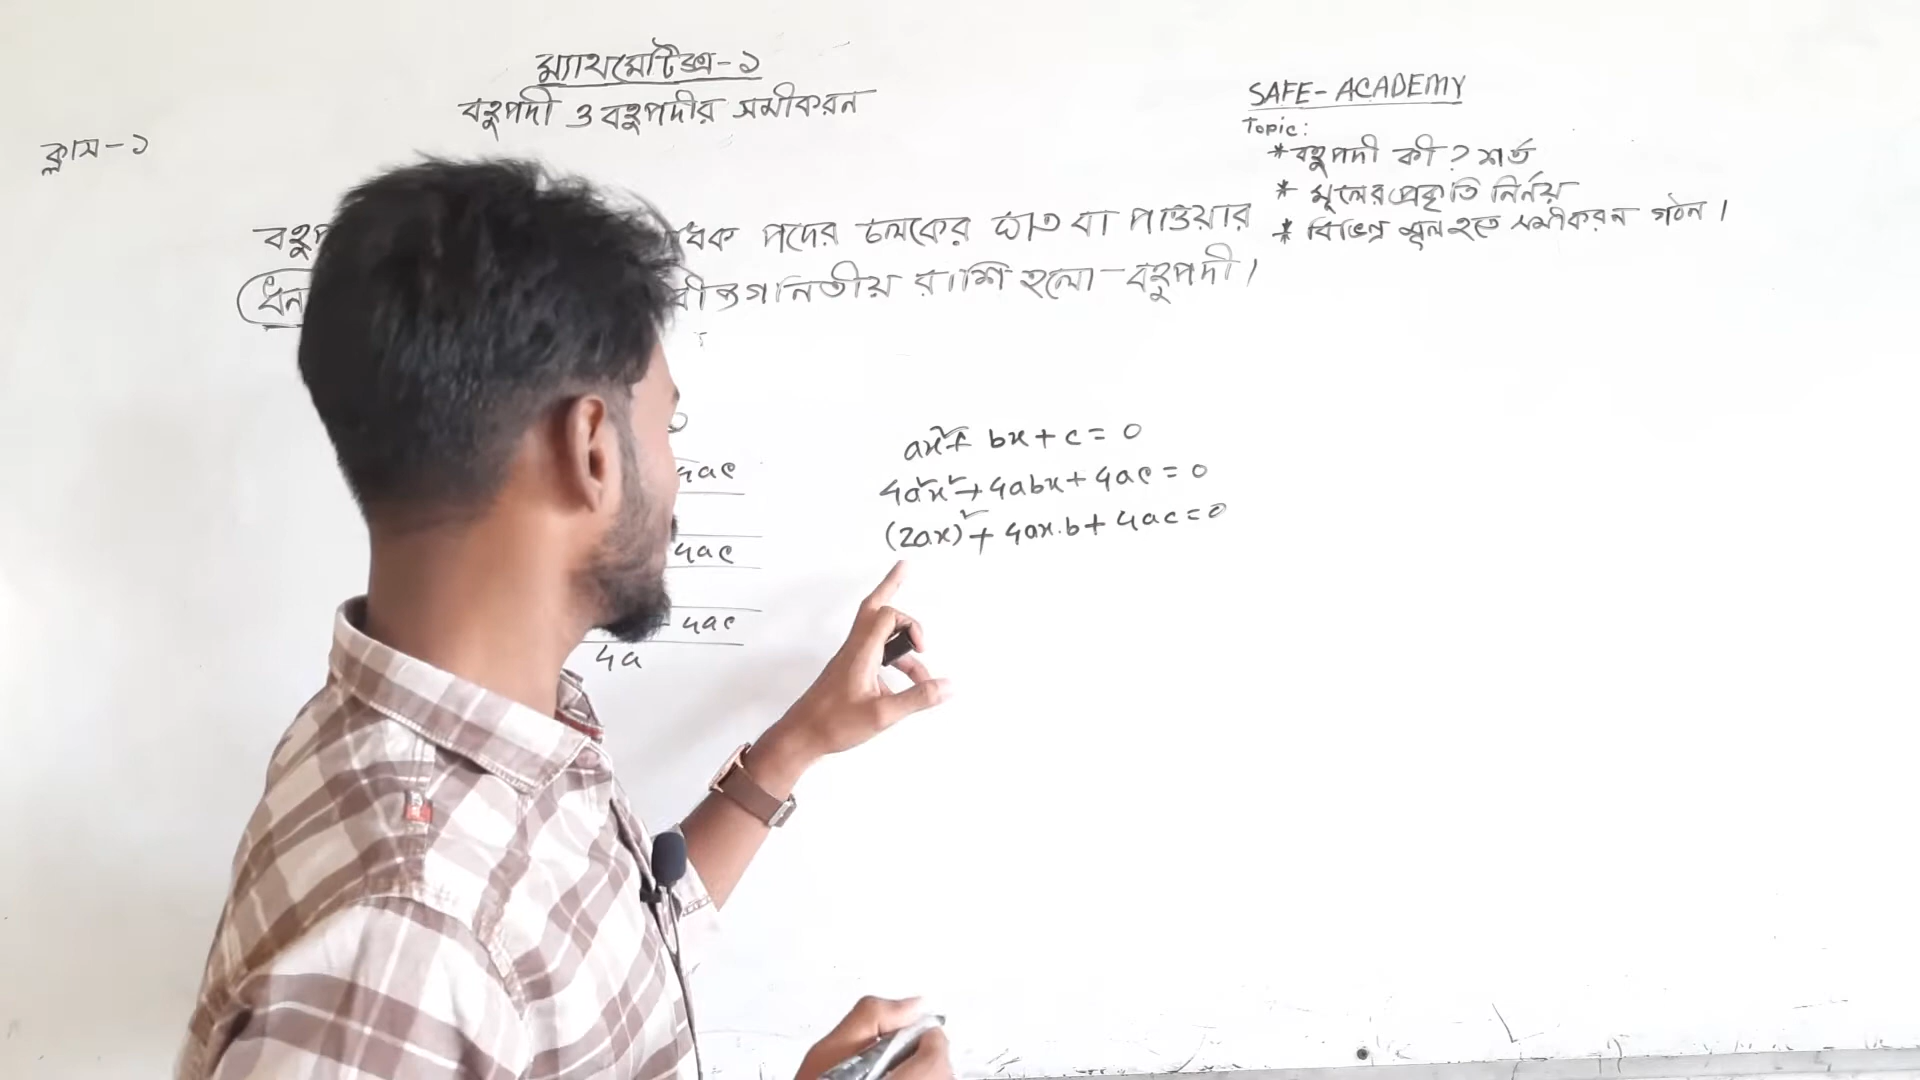 ম্যাথমেটিক্স-১
বহুপদী ও বহুপদীর সমীকরন
ক্লাস-১
SAFE-ACADEMY
Topic:
* বহুপদী কী? শর্ত
* মূলের প্রকৃতি নির্নয়
* বিভিন্ন মূল হতে সমীকরন গঠন।
পদের চলকের ঘাত বা পাওয়ার
রাশি হলো - বহুপদী।
4ac
4ac
4ac
4a
ax²+ bx + c = 0
4a²x² + 4abx + 4ac = 0
(2ax)² + 4ax.b + 4ac = 0